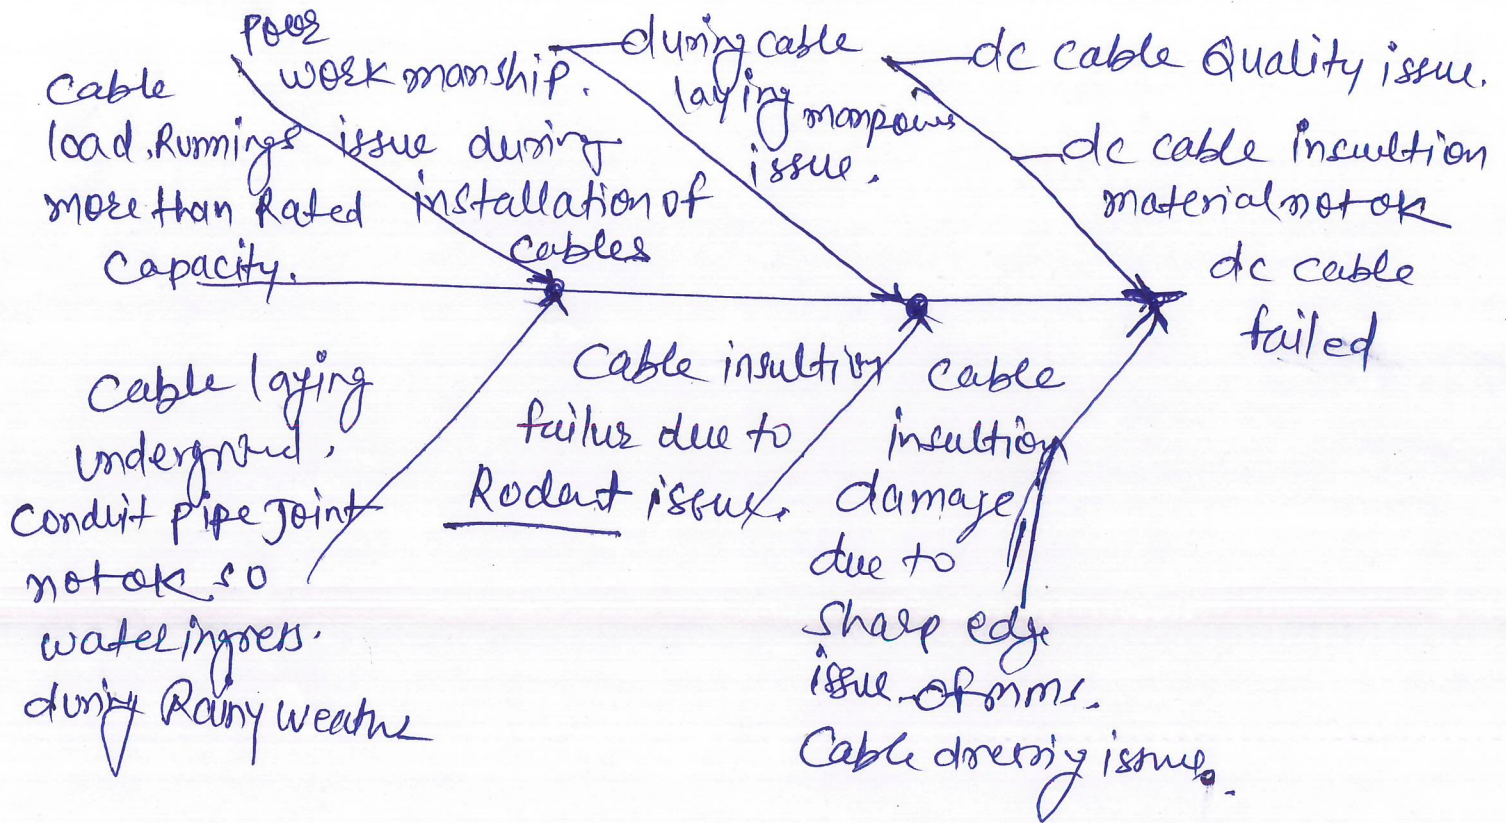 Poor
workmanship.
issue during
installation of
cables
Cable
load. Runnings
more than Rated
Capacity.
during cable
laying manpower
issue.
dc cable Quality issue.
dc cable insultion
material not ok
dc cable
failed
Cable laying
underground.
Conduit pipe joint
not ok so
water ingress.
during Rainy weather
Cable insultion
failur due to
Rodent issue.
Cable
insultion
damage
due to
Sharp edge
issue of mms.
Cable dressing issue.